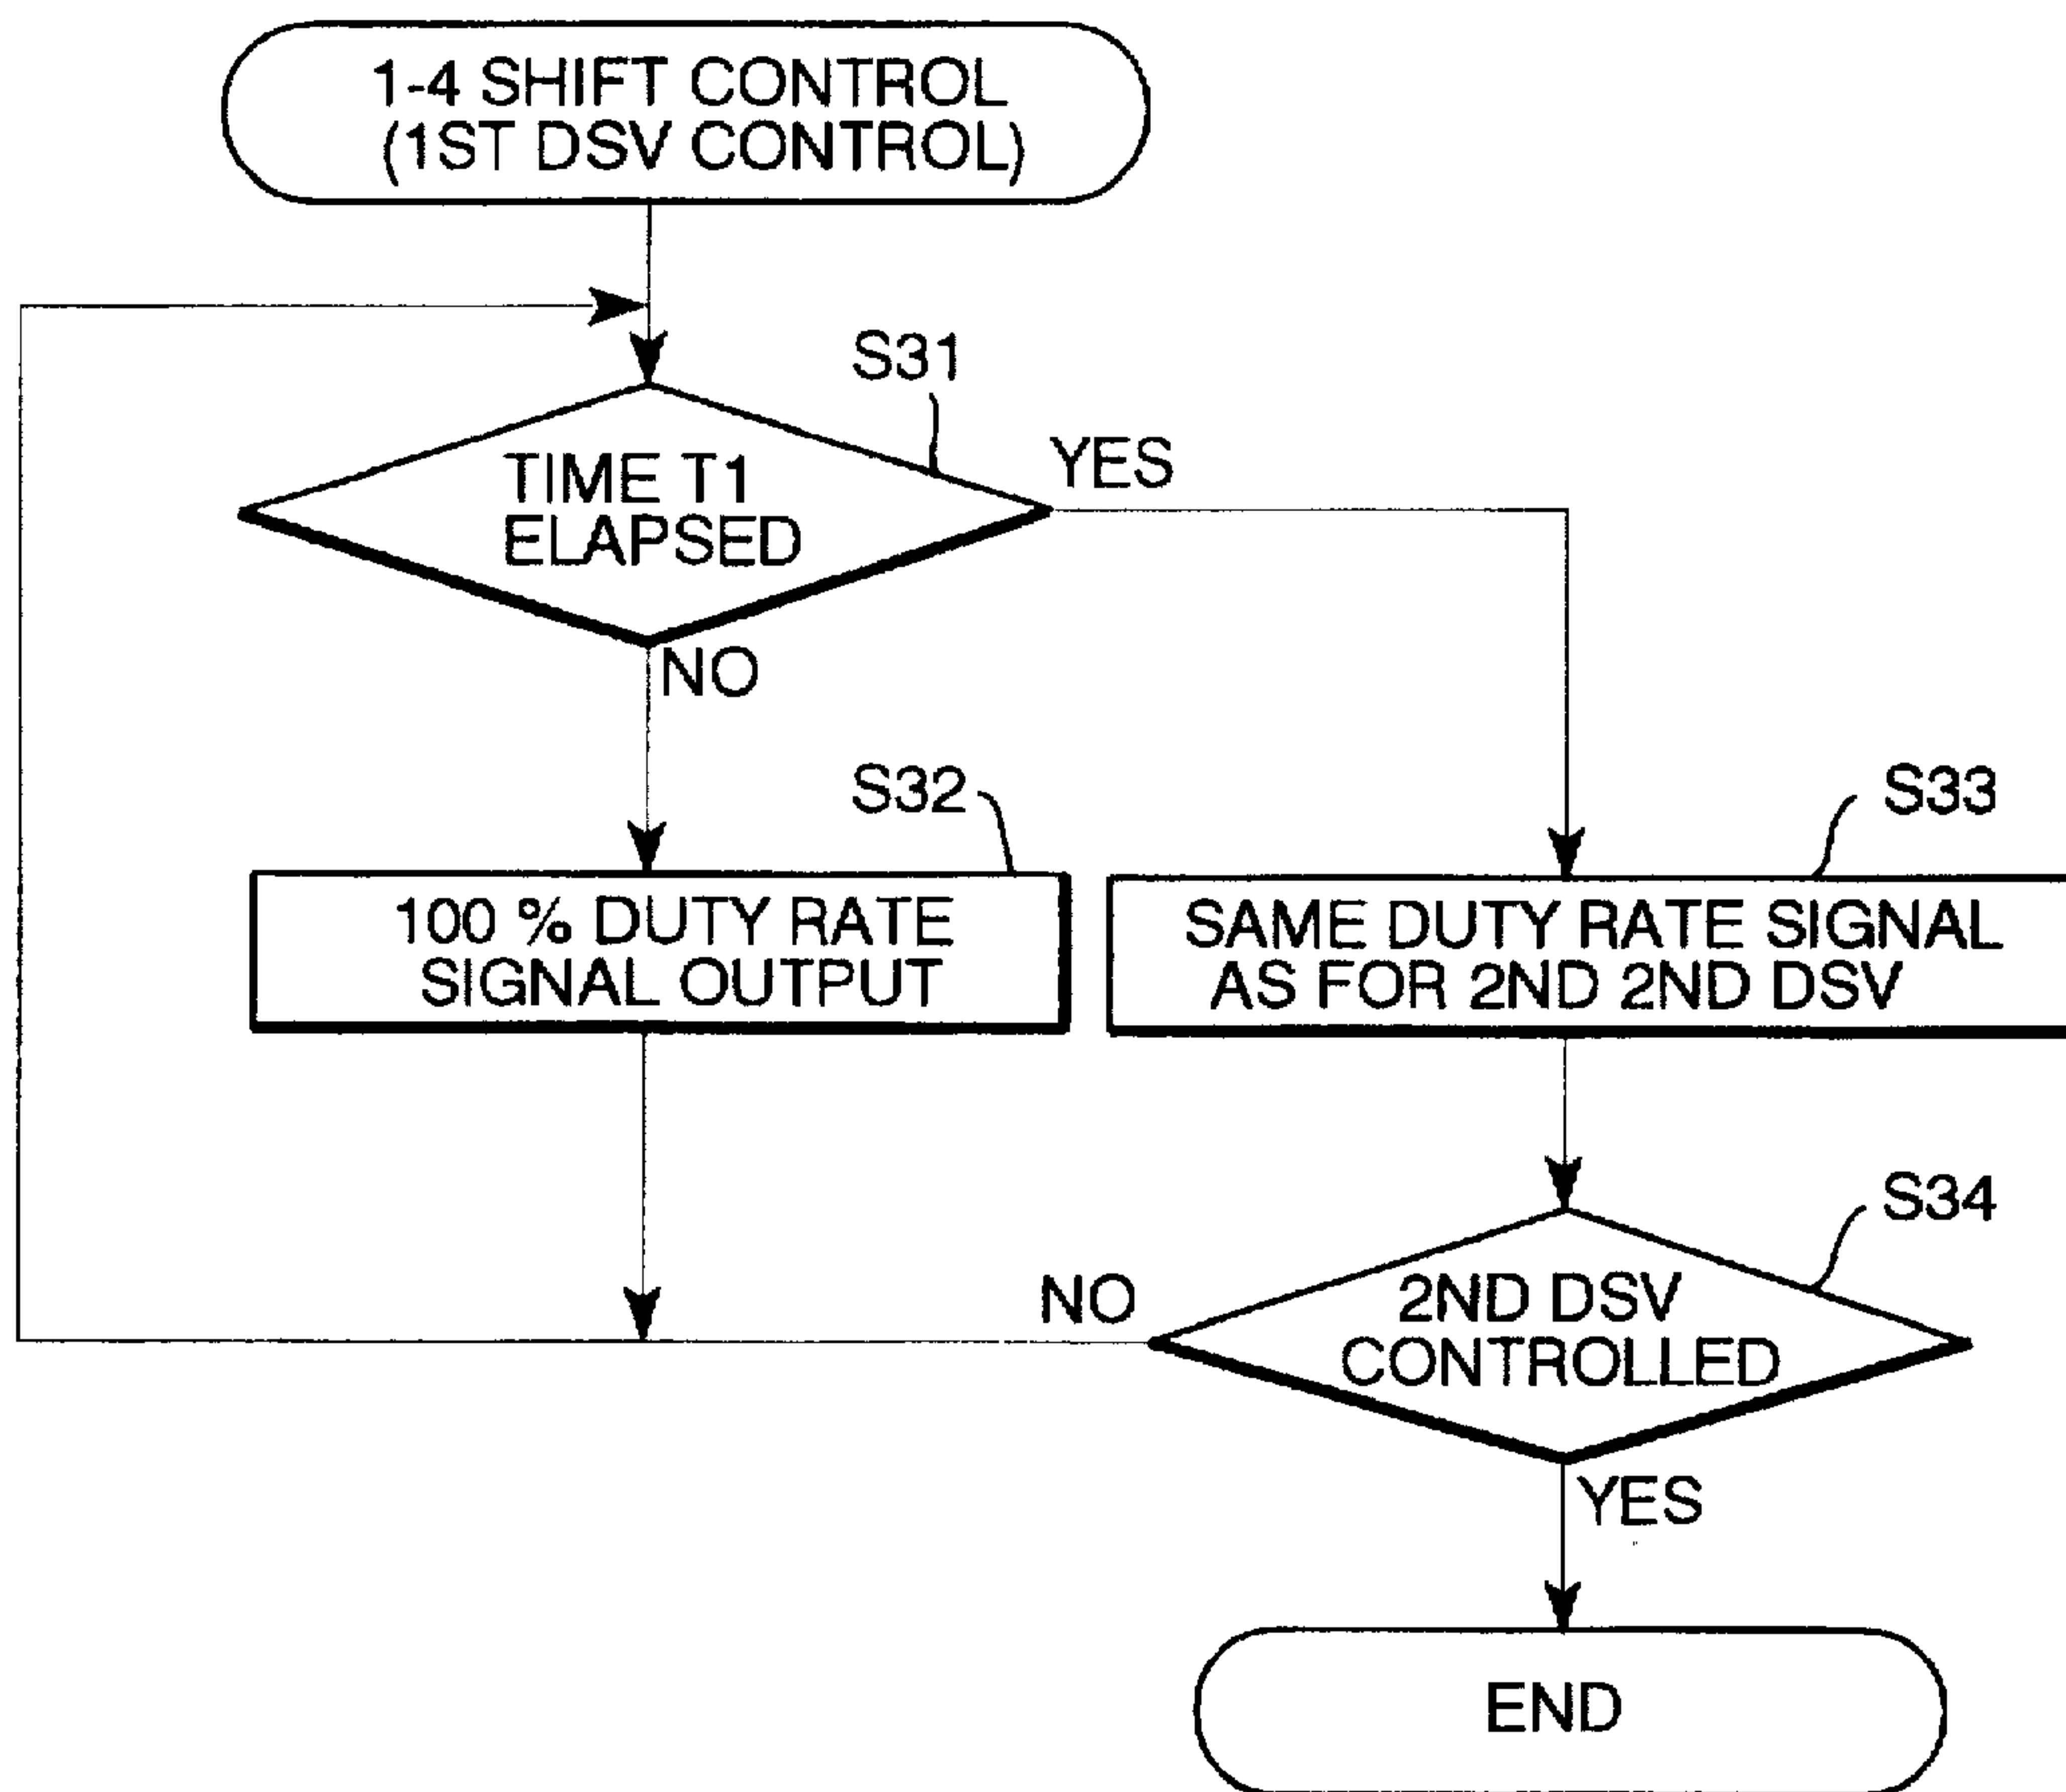 1-4 SHIFT CONTROL
(1ST DSV CONTROL)
S31
TIME T1
ELAPSED
YES
NO
S32
100 % DUTY RATE
SIGNAL OUTPUT
S33
SAME DUTY RATE SIGNAL
AS FOR 2ND 2ND DSV
S34
2ND DSV
CONTROLLED
NO
YES
END